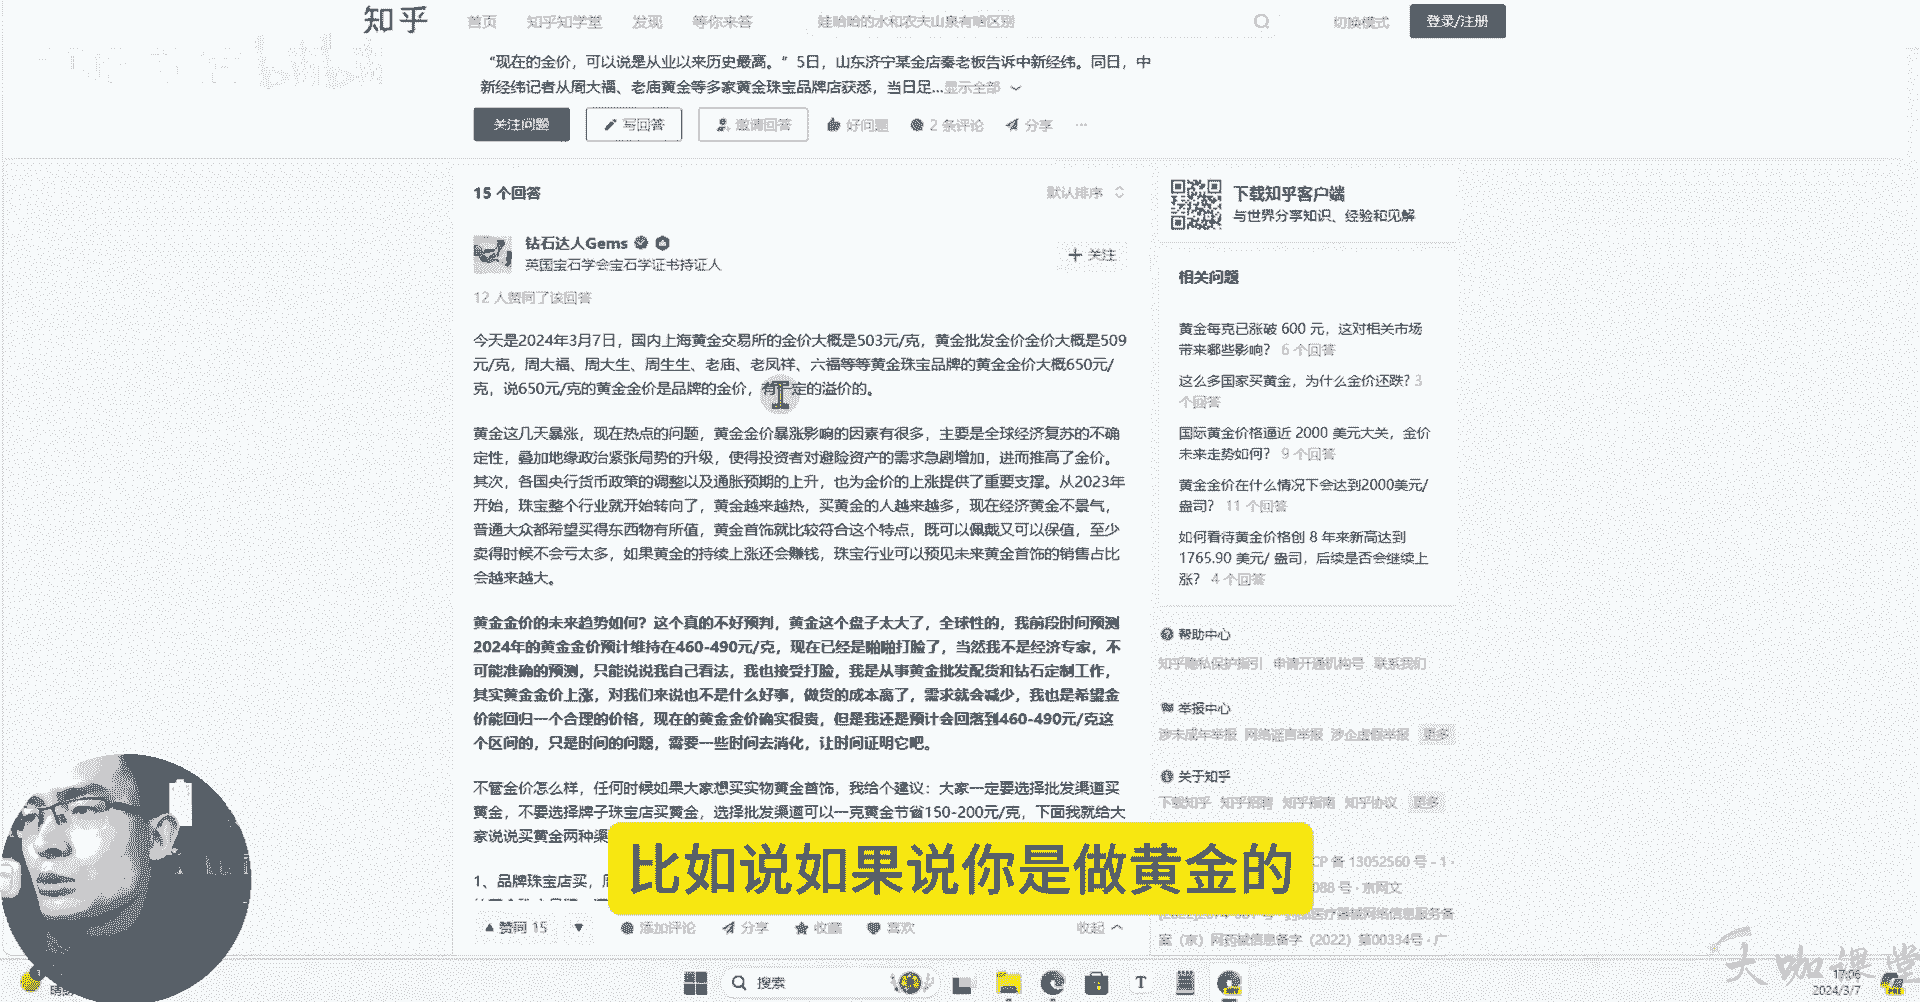 知乎 首页 知乎知学堂 发现 等你来答 娃哈哈的水和农夫山泉有啥区别 切换模式 登录/注册
“现在的金价，可以说是从业以来历史最高。”5日，山东济宁某金店秦老板告诉中新经纬。同日，中
新经纬记者从周大福、老庙黄金等多家黄金珠宝品牌店获悉，当日足...显示全部
关注问题 写回答 邀请回答 好问题 2 条评论 分享 ···
15 个回答 默认排序
钻石达人Gems
英国宝石学会宝石学证书持证人
+ 关注
12 人赞同了该回答
今天是2024年3月7日，国内上海黄金交易所的金价大概是503元/克，黄金批发金价金价大概是509
元/克，周大福、周大生、周生生、老庙、老凤祥、六福等等黄金珠宝品牌的黄金金价大概650元/
克，说650元/克的黄金金价是品牌的金价，有一定的溢价的。
黄金这几天暴涨，现在热点的问题，黄金金价暴涨影响的因素有很多，主要是全球经济复苏的不确
定性，叠加地缘政治紧张局势的升级，使得投资者对避险资产的需求急剧增加，进而推高了金价。
其次，各国央行货币政策的调整以及通胀预期的上升，也为金价的上涨提供了重要支撑。从2023年
开始，珠宝整个行业就开始转向了，黄金越来越热，买黄金的人越来越多，现在经济黄金不景气，
普通大众都希望买得东西物有所值，黄金首饰就比较符合这个特点，既可以佩戴又可以保值，至少
卖得时候不会亏太多，如果黄金的持续上涨还会赚钱，珠宝行业可以预见未来黄金首饰的销售占比
会越来越大。
黄金金价的未来趋势如何？这个真的不好预判，黄金这个盘子太大了，全球性的，我前段时间预测
2024年的黄金金价预计维持在460-490元/克，现在已经是啪啪打脸了，当然我不是经济专家，不
可能准确的预测，只能说说我自己看法，我也接受打脸，我是从事黄金批发配货和钻石定制工作，
其实黄金金价上涨，对我们来说也不是什么好事，做货的成本高了，需求就会减少，我也是希望金
价能回归一个合理的价格，现在的黄金金价确实很贵，但是我还是预计会回落到460-490元/克这
个区间的，只是时间的问题，需要一些时间去消化，让时间证明它吧。
不管金价怎么样，任何时候如果大家想买实物黄金首饰，我给个建议：大家一定要选择批发渠道买
黄金，不要选择牌子珠宝店买黄金，选择批发渠道可以一克黄金节省150-200元/克，下面我就给大
家说说买黄金两种渠
1、品牌珠宝店买，
赞同 15 添加评论 分享 收藏 喜欢 收起
下载知乎客户端
与世界分享知识、经验和见解
相关问题
黄金每克已涨破 600 元，这对相关市场
带来哪些影响？ 6 个回答
这么多国家买黄金，为什么金价还跌？3
个回答
国际黄金价格逼近 2000 美元大关，金价
未来走势如何？ 9 个回答
黄金金价在什么情况下会达到2000美元/
盎司？ 11 个回答
如何看待黄金价格创 8 年来新高达到
1765.90 美元/ 盎司，后续是否会继续上
涨？ 4 个回答
帮助中心
知乎隐私保护指引 申请开通机构号 联系我们
举报中心
涉未成年举报 网络谣言举报 涉企虚假举报 更多
关于知乎
下载知乎 知乎招聘 知乎指南 知乎协议 更多
CP 备 13052560 号 - 1 ·
088 号 · 京网文
药品医疗器械网络信息服务备
案（京）网药械信息备字（2022）第00334号 · 广
比如说如果说你是做黄金的
大咖课堂
搜索
17:06
2024/3/7